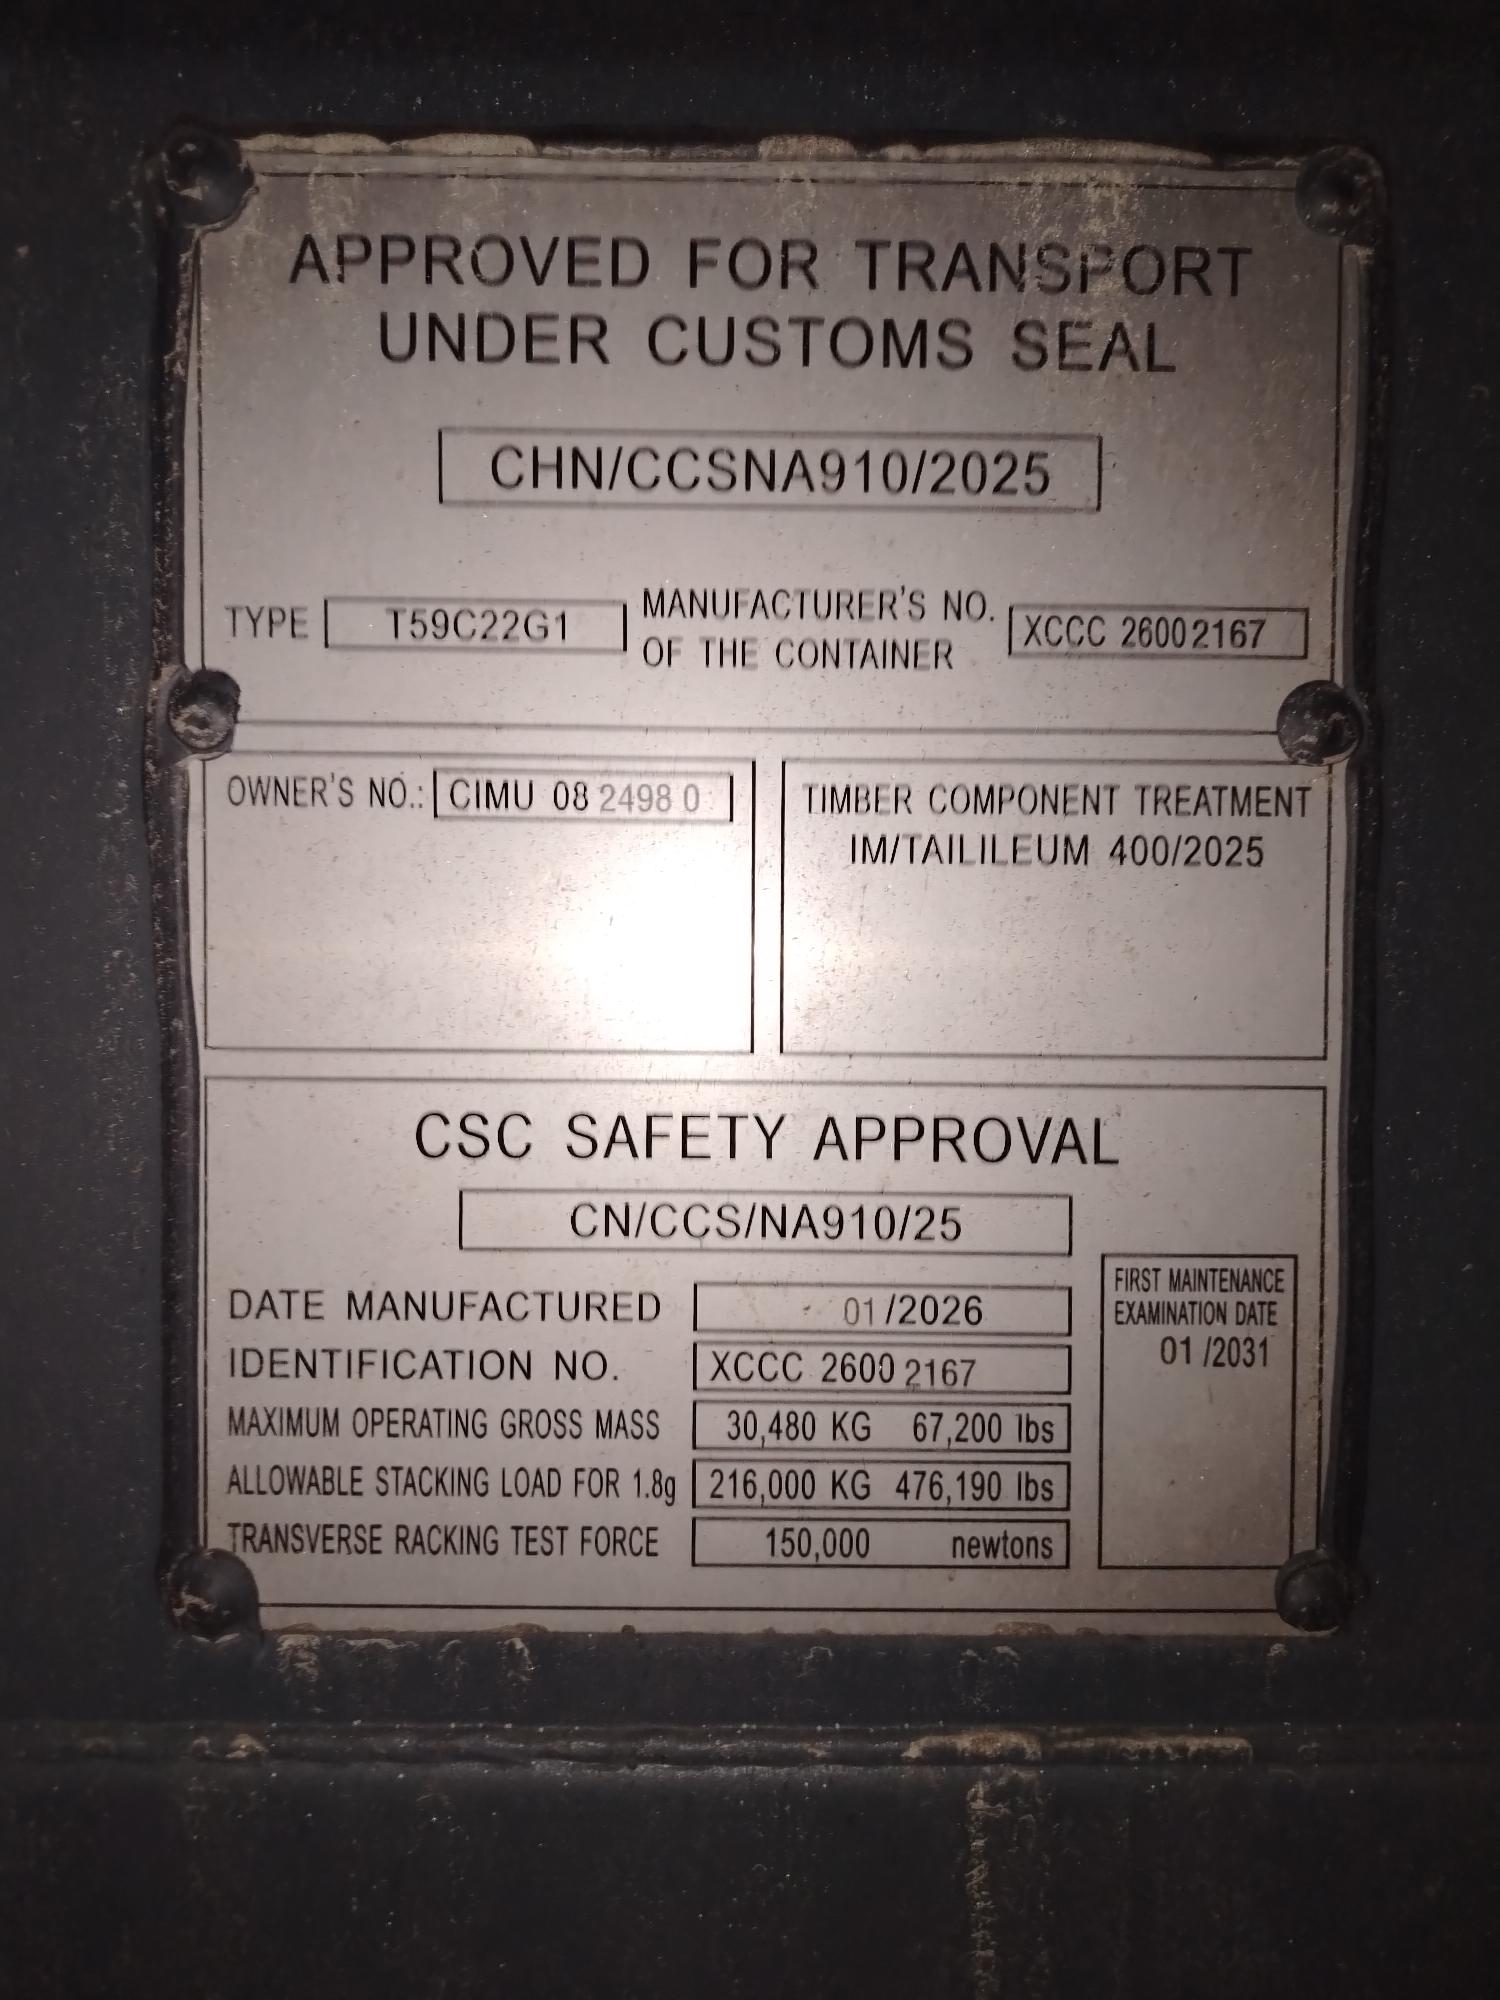 APPROVED FOR TRANSPORT
UNDER CUSTOMS SEAL
CHN/CCSNA910/2025
TYPE T59C22G1
MANUFACTURER'S NO.
OF THE CONTAINER
XCCC 26002167
OWNER'S NO.: CIMU 08 2498 0
TIMBER COMPONENT TREATMENT
IM/TAILILEUM 400/2025
CSC SAFETY APPROVAL
CN/CCS/NA910/25
DATE MANUFACTURED 01/2026
IDENTIFICATION NO. XCCC 2600 2167
MAXIMUM OPERATING GROSS MASS 30,480 KG 67,200 lbs
ALLOWABLE STACKING LOAD FOR 1.8g 216,000 KG 476,190 lbs
TRANSVERSE RACKING TEST FORCE 150,000 newtons
FIRST MAINTENANCE
EXAMINATION DATE
01 /2031